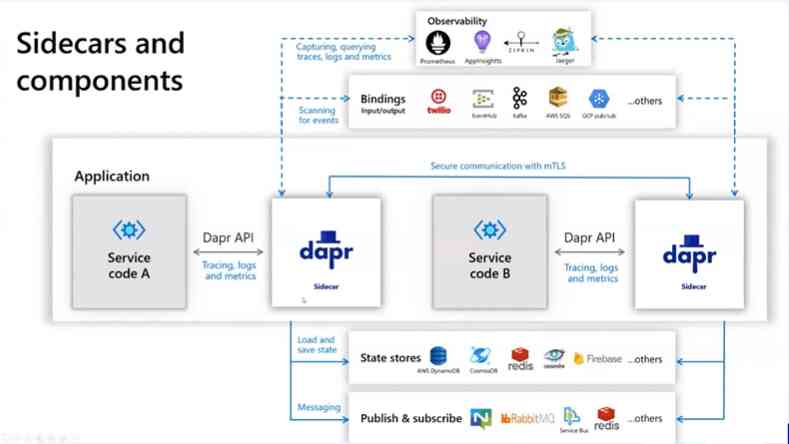 Sidecars and
components
Observability
Prometheus
AppInsights
ZIPKIN
Jaeger
Capturing, querying
traces, logs and metrics
Bindings
Input/output
twilio
EventHub
kafka
AWS SQS
GCP pub/sub
...others
Scanning
for events
Application
Secure communication with mTLS
Service
code A
Dapr API
Tracing, logs
and metrics
dapr
Sidecar
Service
code B
Dapr API
Tracing, logs
and metrics
dapr
Sidecar
Load and
save state
State stores
AWS DynamoDB
CosmosDB
redis
Firebase
...others
Messaging
Publish & subscribe
RabbitMQ
Service Bus
redis
...others